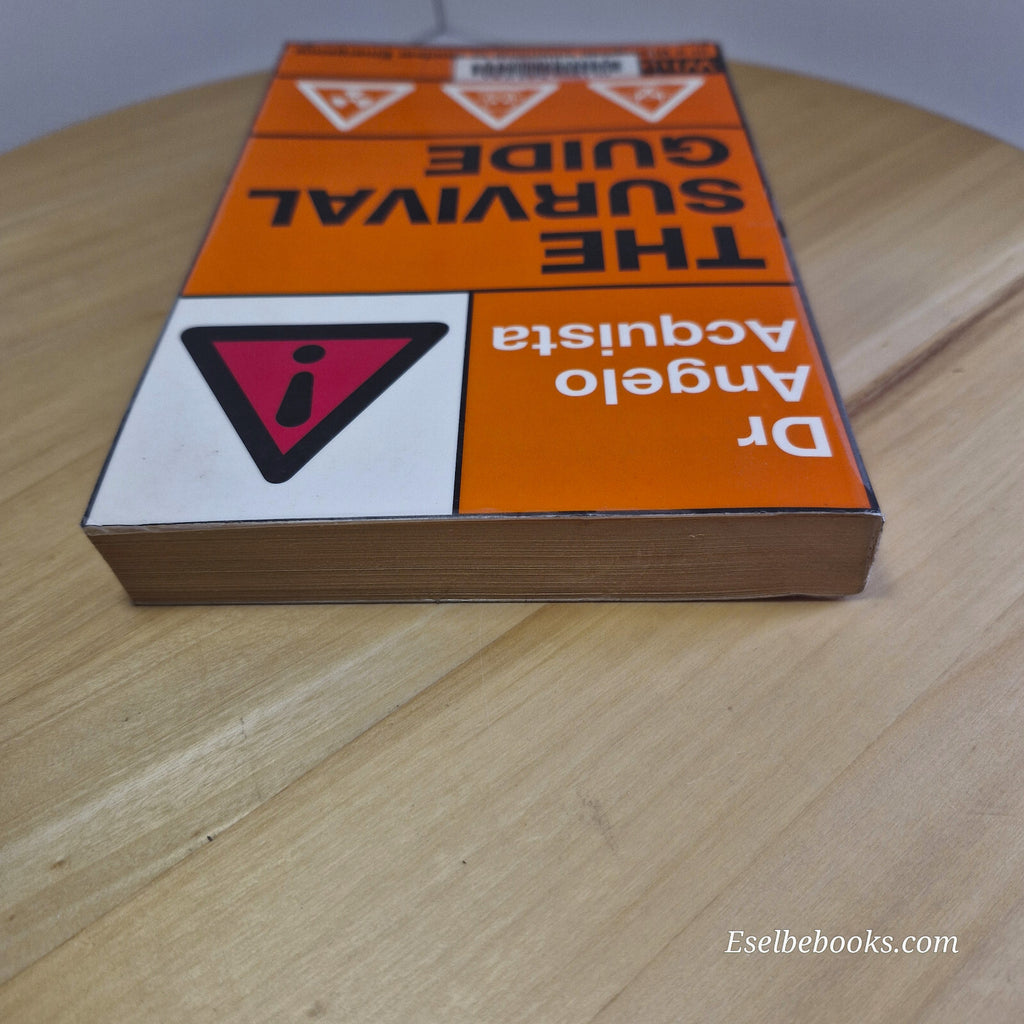 Dr
Angelo
Acquista
THE
SURVIVAL
GUIDE
Eselbebooks.com